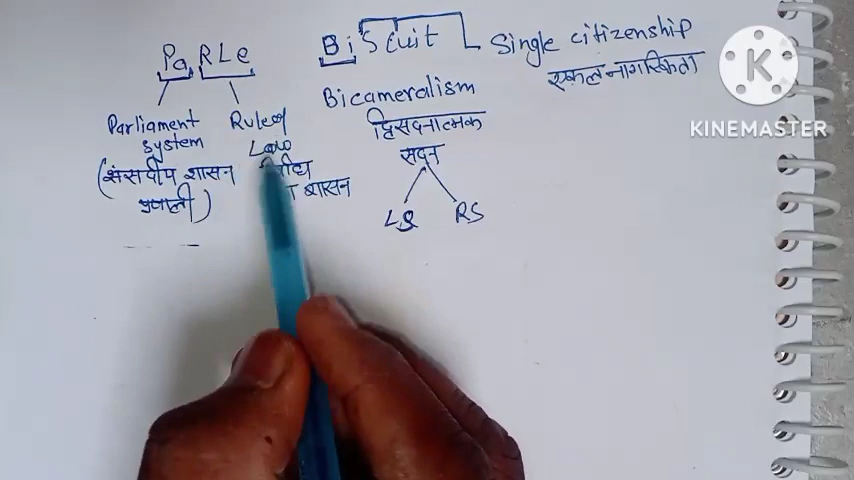 PaRLe
BiScuit
Single citizenship
एकल नागरिकता
Parliament
system
(संसदीय शासन
प्रणाली)
Rule of
Law
शासन
Bicameralism
द्विसदनात्मक
सदन
LS
RS
K
KINEMASTER